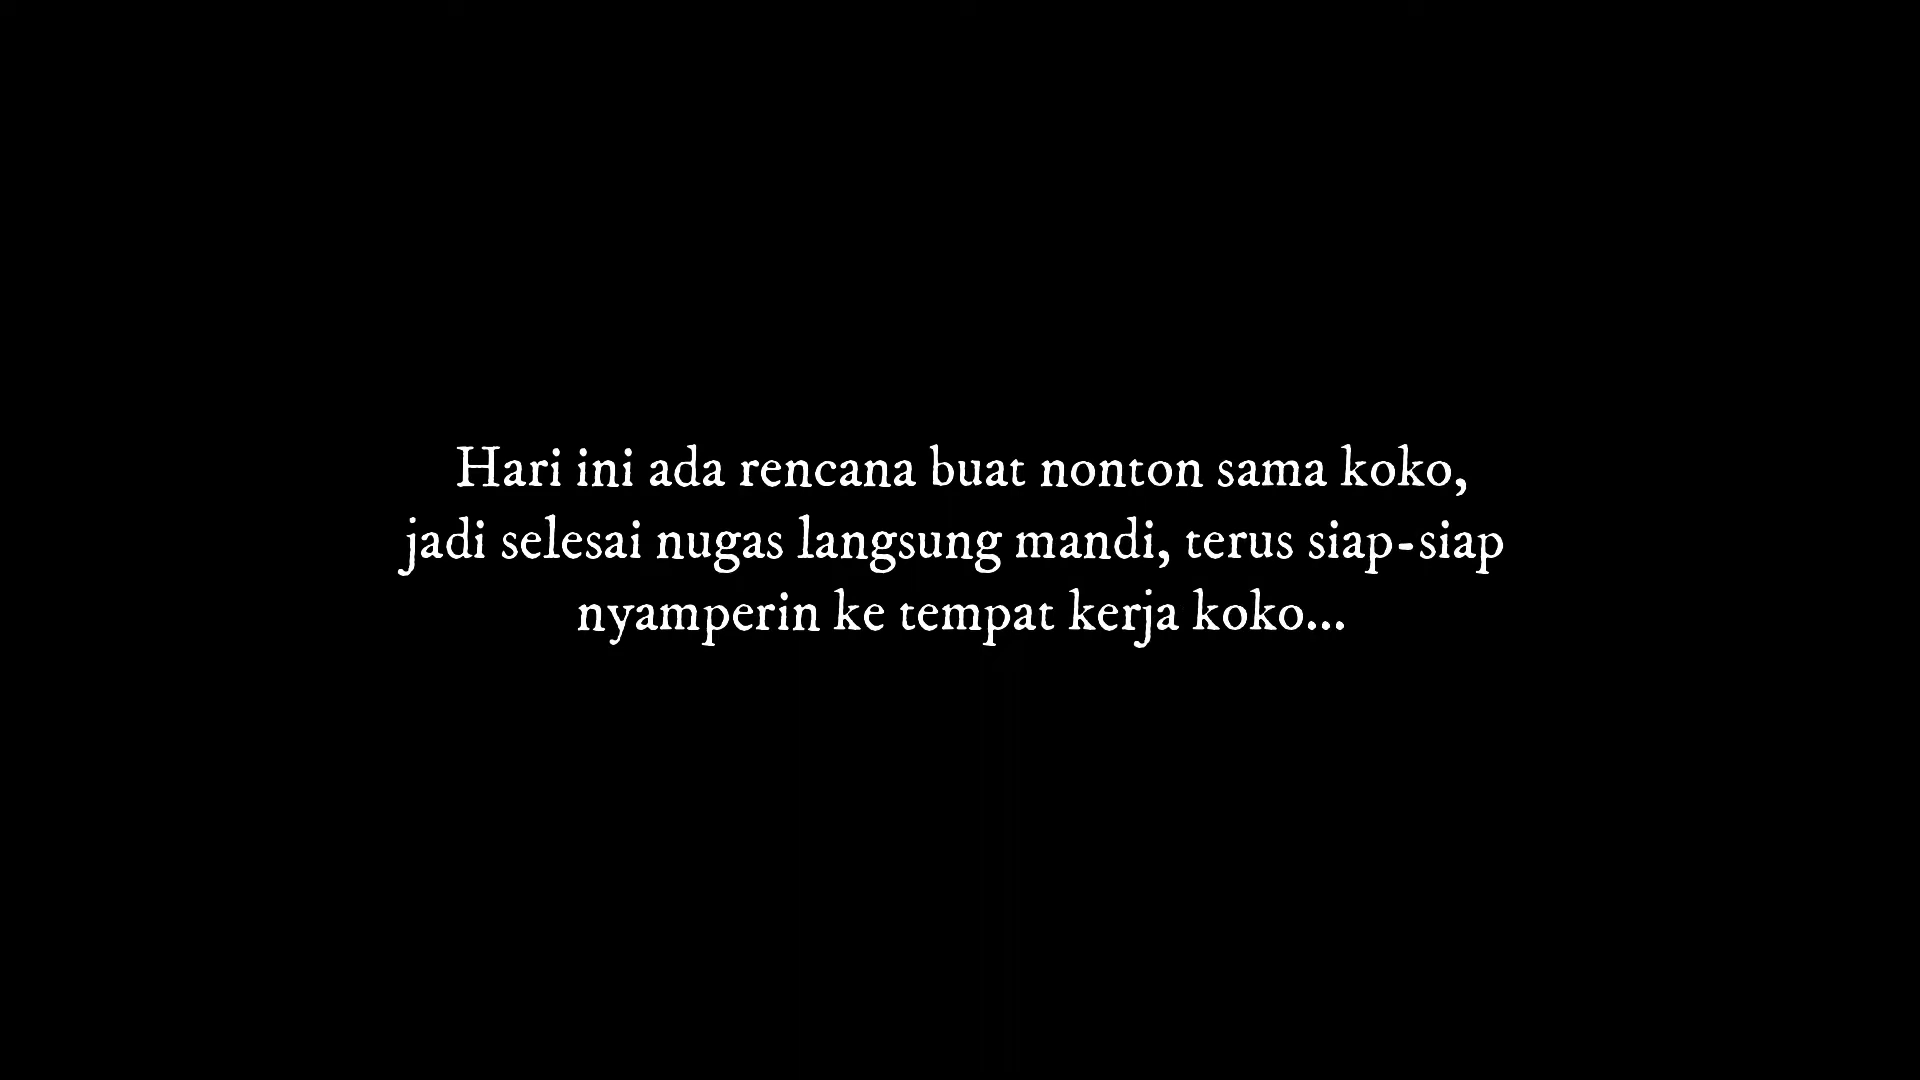 Hari ini ada rencana buat nonton sama koko,
jadi selesai nugas langsung mandi, terus siap-siap
nyamperin ke tempat kerja koko...